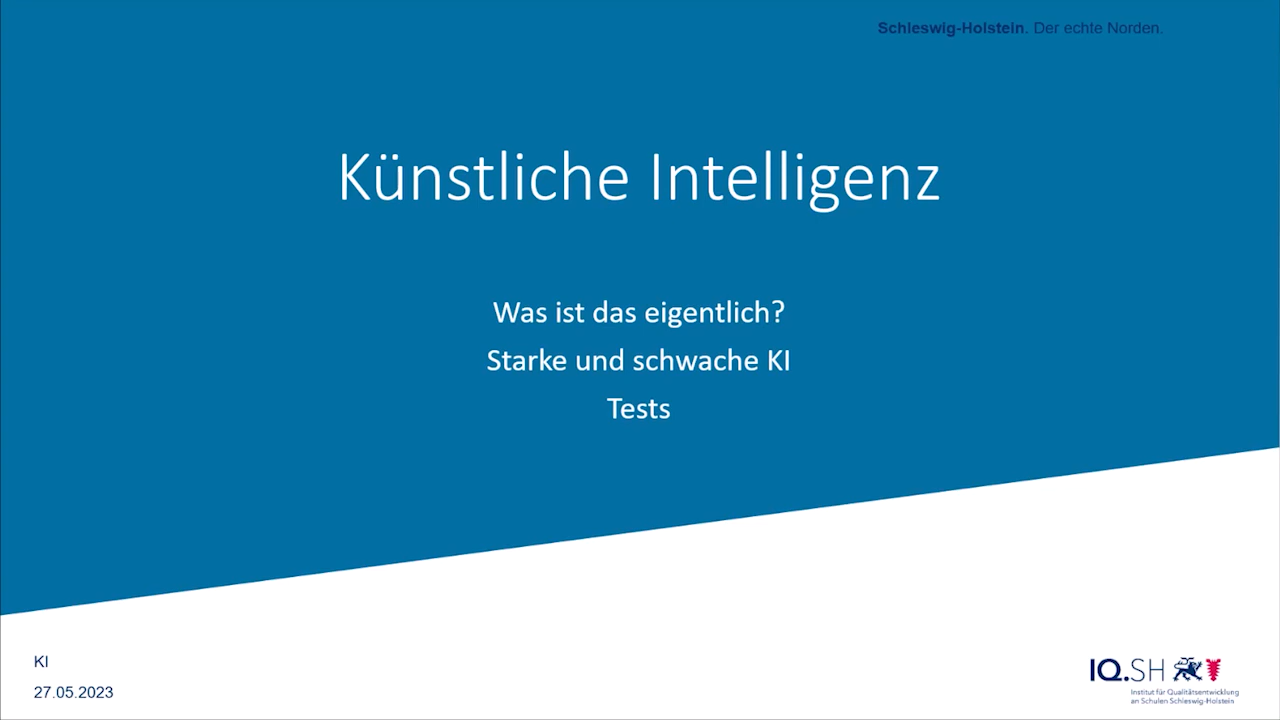 Schleswig-Holstein. Der echte Norden.
Künstliche Intelligenz
Was ist das eigentlich?
Starke und schwache KI
Tests
KI
27.05.2023
IQ.SH
Institut für Qualitätsentwicklung
an Schulen Schleswig-Holstein